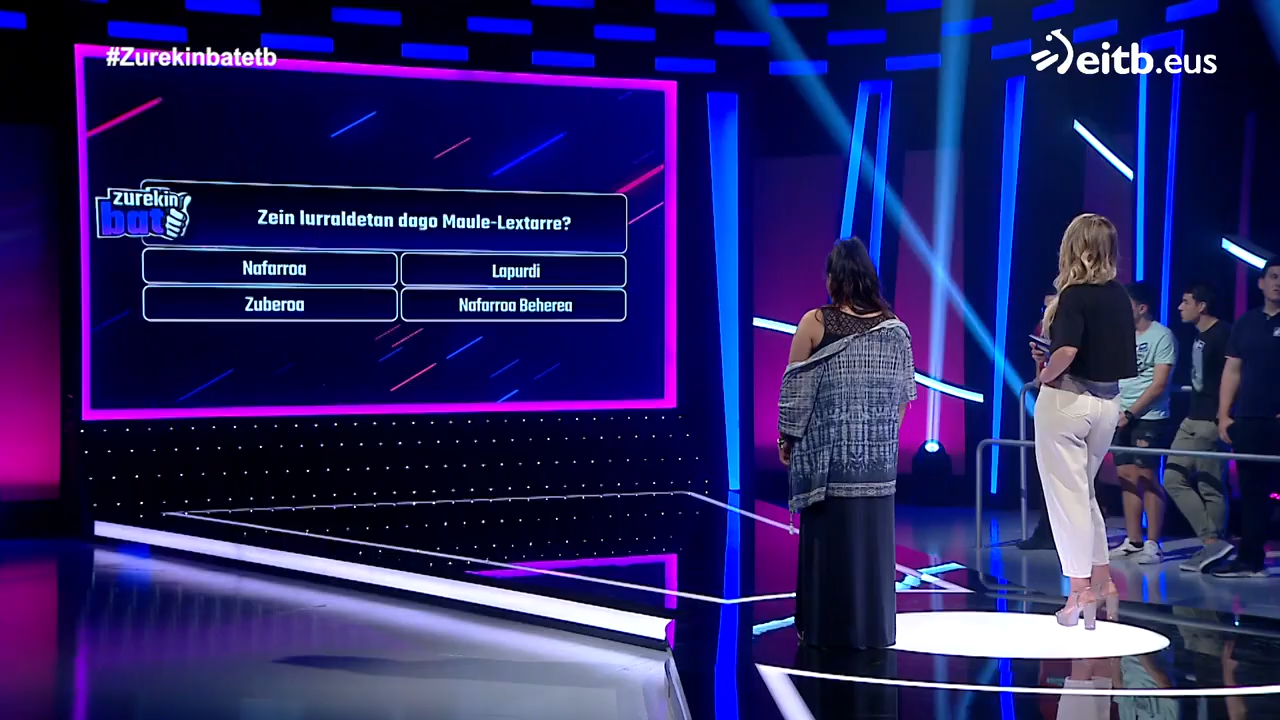 #Zurekinbatetb
eitb.eus
zurekin
bat
Zein lurraldetan dago Maule-Lextarre?
Nafarroa
Lapurdi
Zuberoa
Nafarroa Beherea